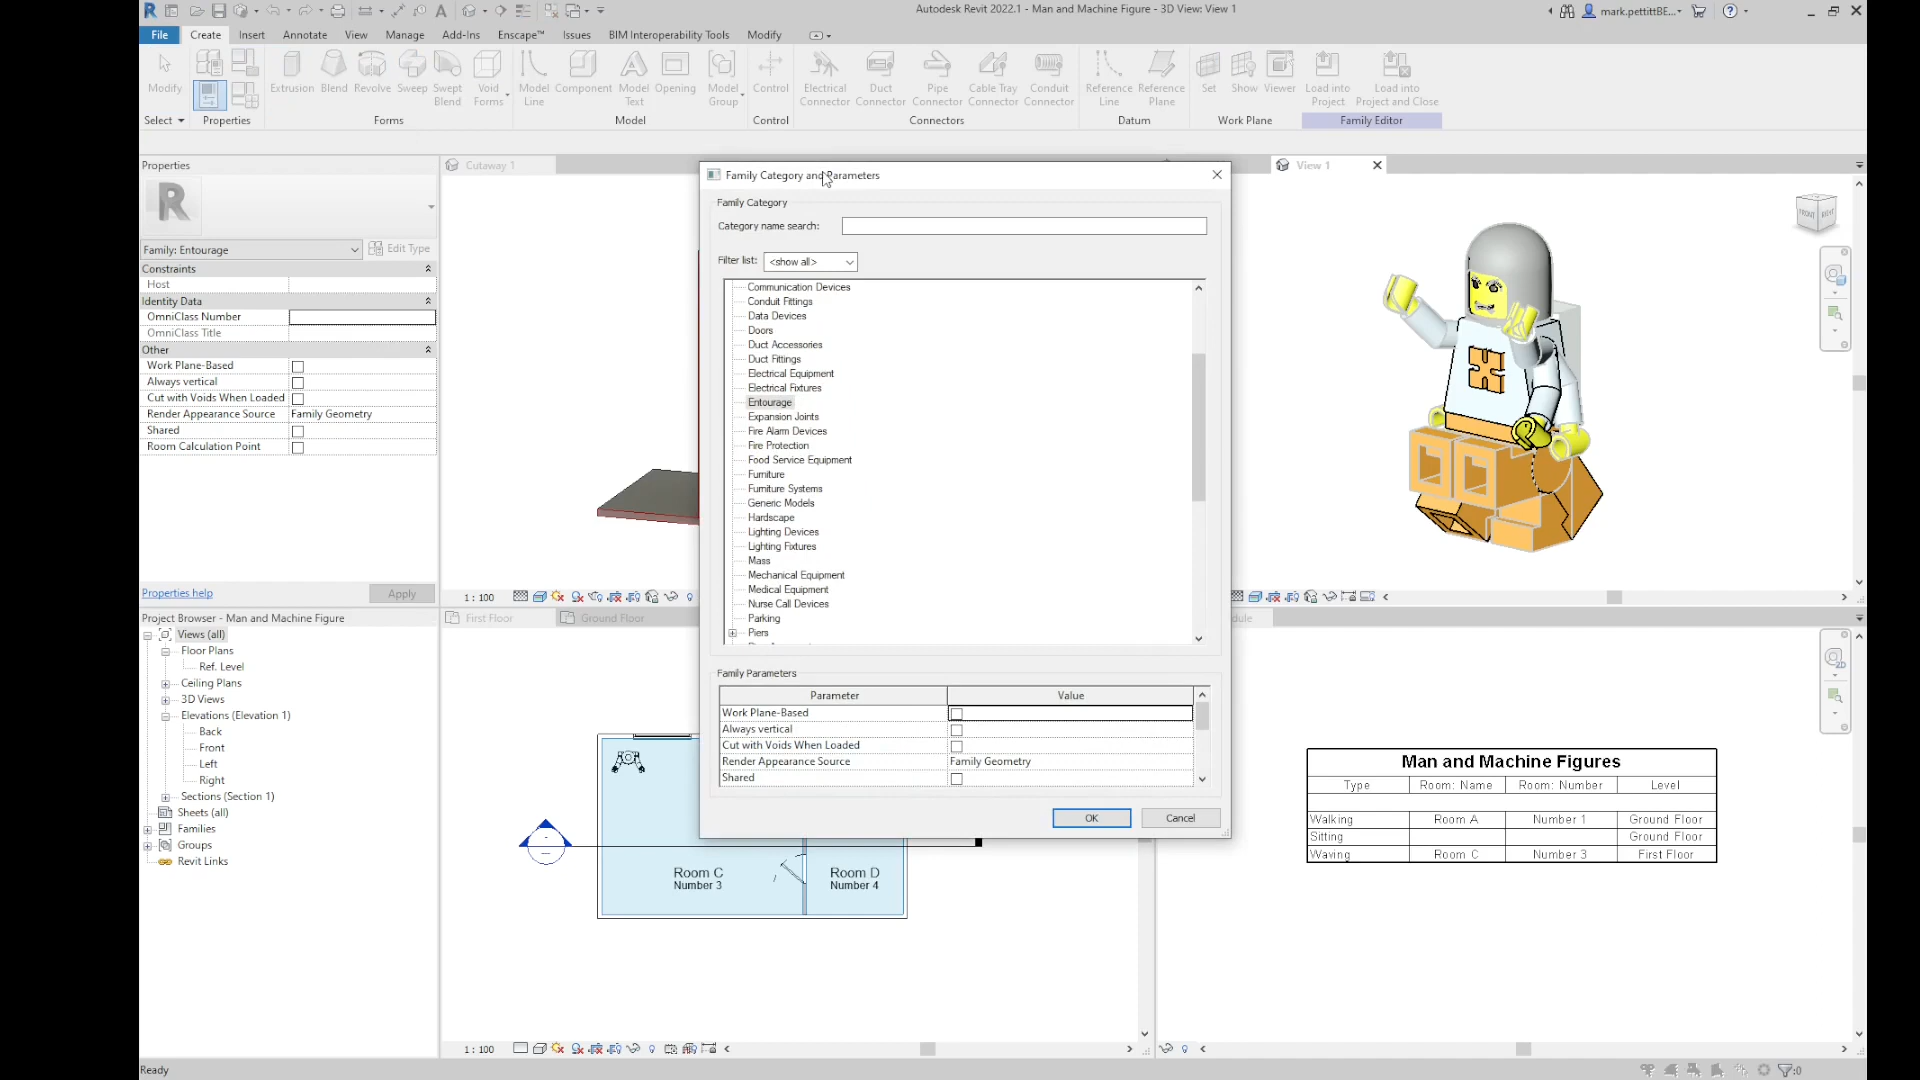 Autodesk Revit 2022.1 - Man and Machine Figure - 3D View: View 1
mark.pettittBE...
File Create Insert Annotate View Manage Add-Ins Enscape™ Issues BIM Interoperability Tools Modify
Modify
Extrusion Blend Revolve Sweep Swept Blend Void Forms
Model Line Component Model Text Opening Model Group
Control
Electrical Connector Duct Connector Pipe Connector Cable Tray Connector Conduit Connector
Reference Line Reference Plane
Set Show Viewer
Load into Project Load into Project and Close
Select Properties Forms Model Control Connectors Datum Work Plane Family Editor
Properties
Family: Entourage Edit Type
Constraints
Host
Identity Data
OmniClass Number
OmniClass Title
Other
Work Plane-Based
Always vertical
Cut with Voids When Loaded
Render Appearance Source Family Geometry
Shared
Room Calculation Point
Properties help Apply
Project Browser - Man and Machine Figure
Views (all)
Floor Plans
Ref. Level
Ceiling Plans
3D Views
Elevations (Elevation 1)
Back
Front
Left
Right
Sections (Section 1)
Sheets (all)
Families
Groups
Revit Links
Ready
Cutaway 1
View 1
FRONT RIGHT
1 : 100
First Floor Ground Floor
Family Category and Parameters
Family Category
Category name search:
Filter list: <show all>
Communication Devices
Conduit Fittings
Data Devices
Doors
Duct Accessories
Duct Fittings
Electrical Equipment
Electrical Fixtures
Entourage
Expansion Joints
Fire Alarm Devices
Fire Protection
Food Service Equipment
Furniture
Furniture Systems
Generic Models
Hardscape
Lighting Devices
Lighting Fixtures
Mass
Mechanical Equipment
Medical Equipment
Nurse Call Devices
Parking
Piers
Family Parameters
Parameter Value
Work Plane-Based
Always vertical
Cut with Voids When Loaded
Render Appearance Source Family Geometry
Shared
OK Cancel
Room C
Number 3
Room D
Number 4
1 : 100
Man and Machine Figures
Type Room: Name Room: Number Level
Walking Room A Number 1 Ground Floor
Sitting Ground Floor
Waving Room C Number 3 First Floor
:0